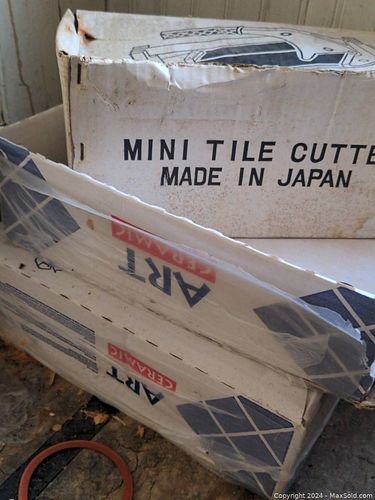 MINI TILE CUTTE
MADE IN JAPAN
ART
CERAMIC
ART
CERAMIC
Copyright 2024 - MaxSold.com